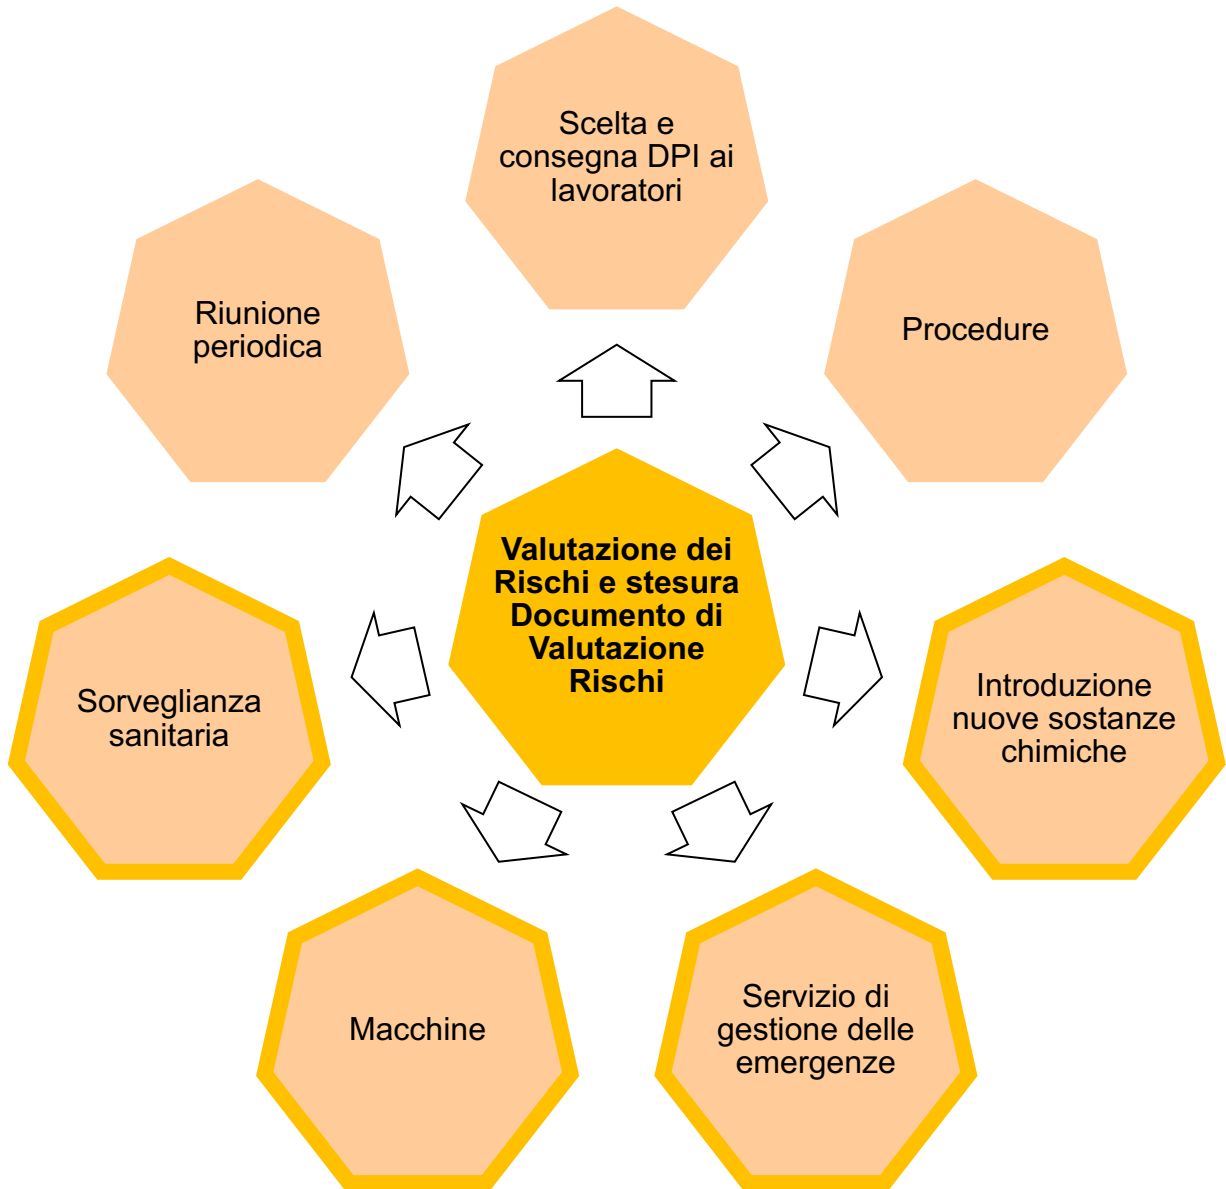 Scelta e
consegna DPI ai
lavoratori
Riunione
periodica
Procedure
Valutazione dei
Rischi e stesura
Documento di
Valutazione
Rischi
Sorveglianza
sanitaria
Introduzione
nuove sostanze
chimiche
Macchine
Servizio di
gestione delle
emergenze